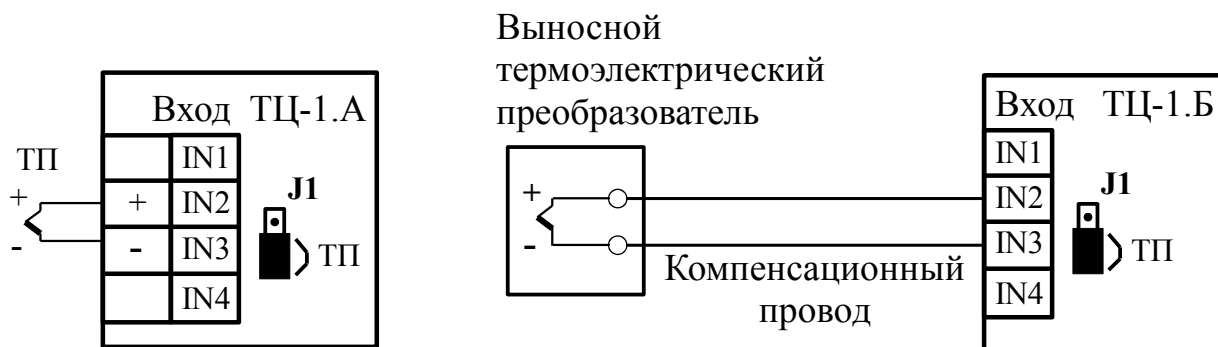 Вход ТЦ-1.А
ТП
+
-
+
-
IN1
IN2
IN3
IN4
J1
ТП
Выносной
термоэлектрический
преобразователь
+
-
Компенсационный
провод
Вход ТЦ-1.Б
IN1
IN2
IN3
IN4
J1
ТП